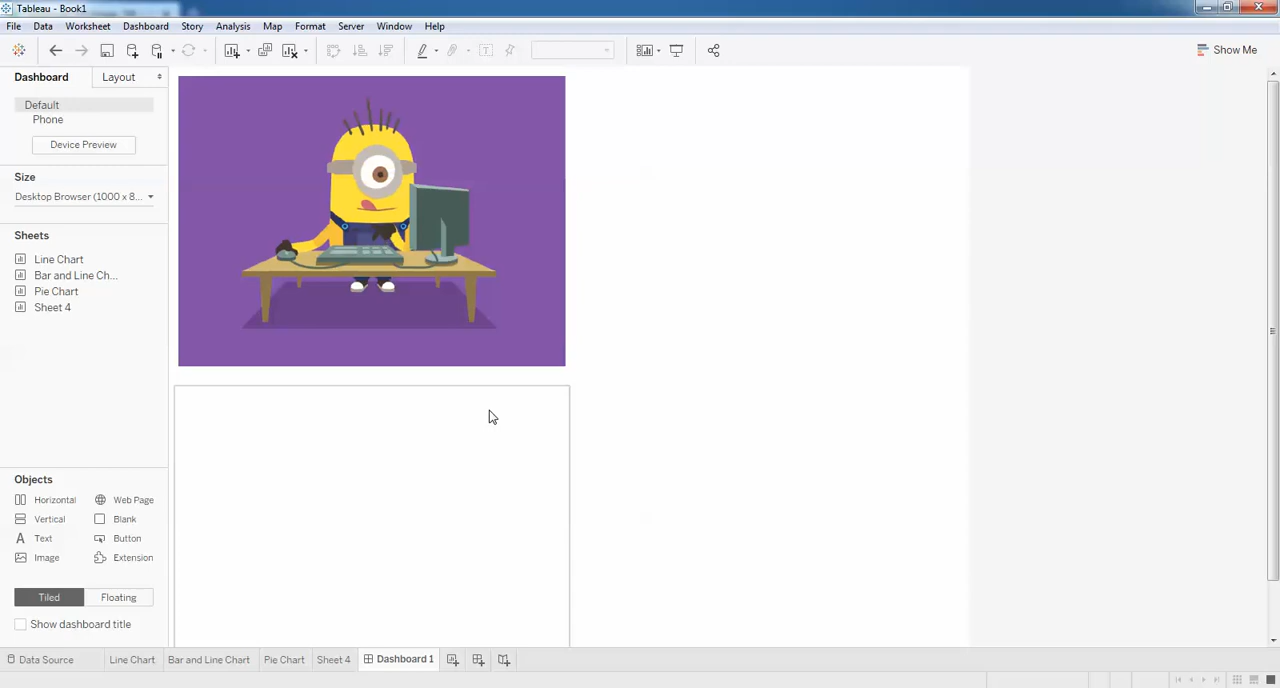 Tableau - Book1
File Data Worksheet Dashboard Story Analysis Map Format Server Window Help
Show Me
Dashboard Layout
Default
Phone
Device Preview
Size
Desktop Browser (1000 x 8...
Sheets
Line Chart
Bar and Line Ch...
Pie Chart
Sheet 4
Objects
Horizontal Web Page
Vertical Blank
Text Button
Image Extension
Tiled Floating
Show dashboard title
Data Source Line Chart Bar and Line Chart Pie Chart Sheet 4 Dashboard 1